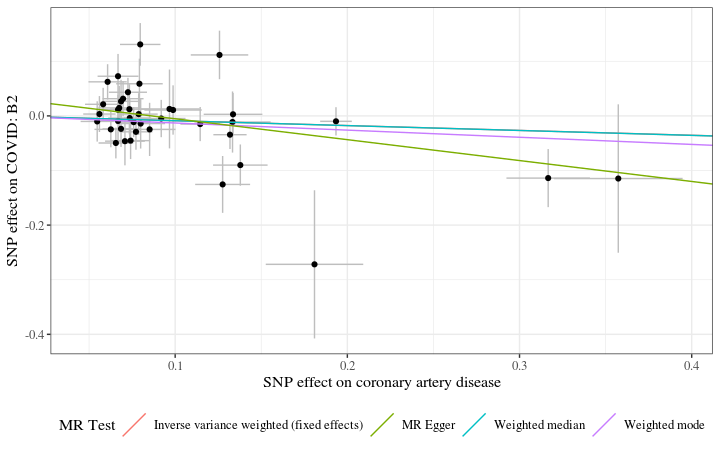 SNP effect on COVID: B2
0.0
-0.2
-0.4
0.1 0.2 0.3 0.4
SNP effect on coronary artery disease
MR Test Inverse variance weighted (fixed effects) MR Egger Weighted median Weighted mode